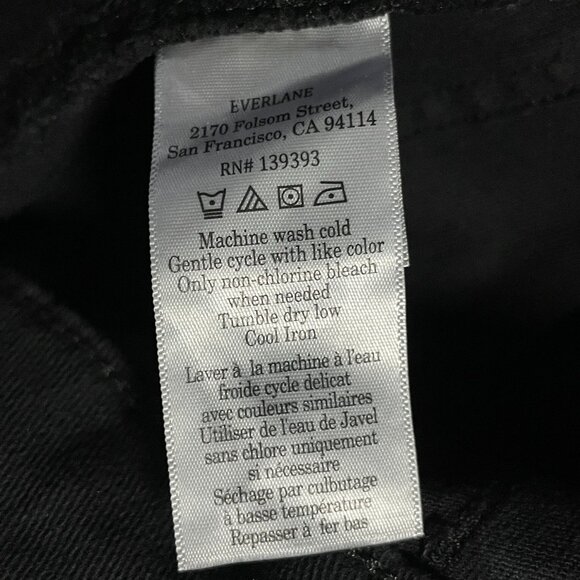 EVERLANE
2170 Folsom Street,
San Francisco, CA 94114
RN# 139393
Machine wash cold
Gentle cycle with like color
Only non-chlorine bleach
when needed
Tumble dry low
Cool Iron
Laver à la machine à l'eau
froide cycle delicat
avec couleurs similaires
Utiliser de l'eau de Javel
sans chlore uniquement
si nécessaire
Séchage par culbutage
à basse température
Repasser à fer bas